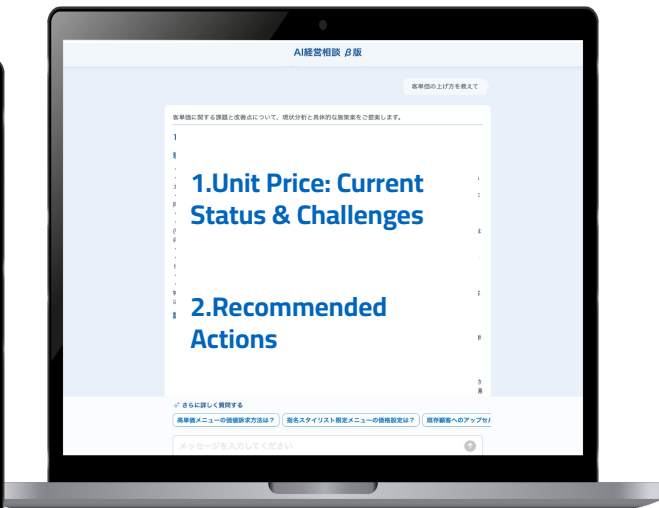 AI経営相談 β版
客単価の上げ方を教えて
客単価に関する課題と改善点について、現状分析と具体的な施策案をご提案します。
1.Unit Price: Current
Status & Challenges
2.Recommended
Actions
さらに詳しく質問する
高単価メニューの価値訴求方法は？ 指名スタイリスト限定メニューの価格設定は？ 既存顧客へのアップセル
メッセージを入力してください